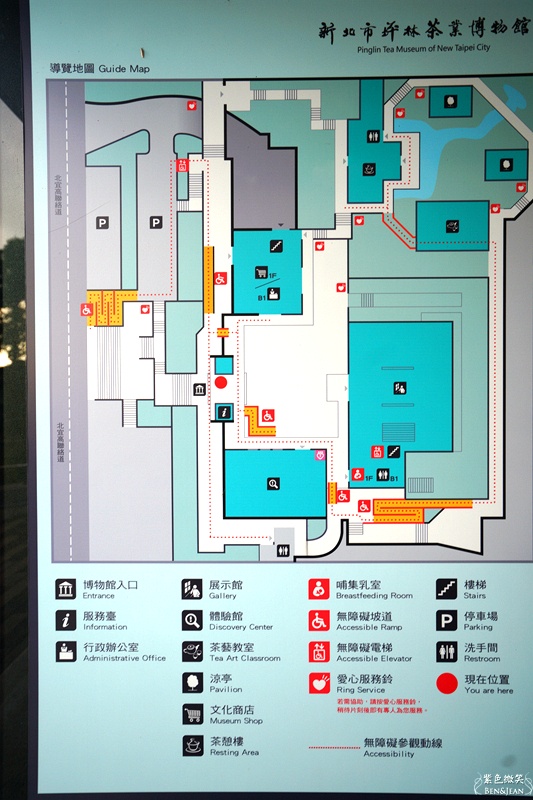 新北市坪林茶業博物館
Pinglin Tea Museum of New Taipei City
導覽地圖 Guide Map
北宜高聯絡道
P
P
1F
B1
北宜高聯絡道
i
1F
B1
博物館入口
Entrance
服務臺
Information
行政辦公室
Administrative Office
展示館
Gallery
體驗館
Discovery Center
茶藝教室
Tea Art Classroom
涼亭
Pavilion
文化商店
Museum Shop
茶憩樓
Resting Area
哺集乳室
Breastfeeding Room
無障礙坡道
Accessible Ramp
無障礙電梯
Accessible Elevator
愛心服務鈴
Ring Service
若需協助，請按愛心服務鈴，
稍待片刻後即有專人為您服務。
無障礙參觀動線
Accessibility
樓梯
Stairs
P
停車場
Parking
洗手間
Restroom
現在位置
You are here
紫色微笑
BEN&JEAN